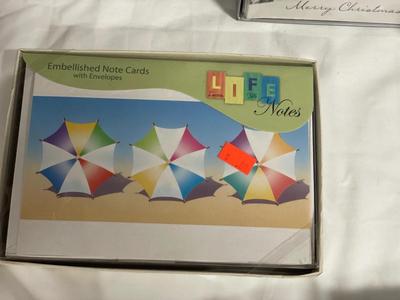 Merry Christmas
Embellished Note Cards
with Envelopes
LIFE
Notes